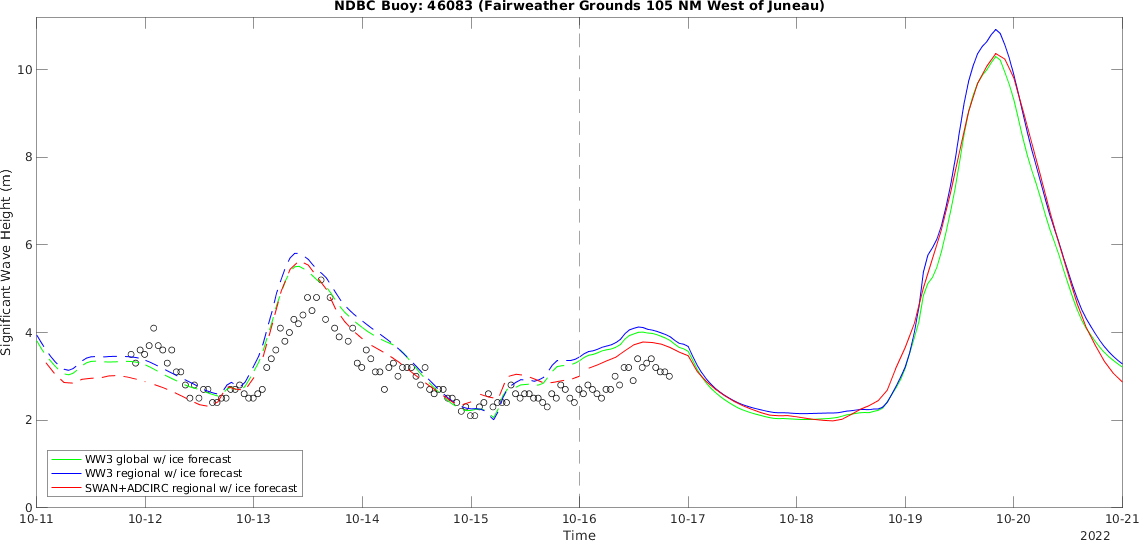 NDBC Buoy: 46083 (Fairweather Grounds 105 NM West of Juneau)
Significant Wave Height (m)
10
8
6
4
2
0
WW3 global w/ ice forecast
WW3 regional w/ ice forecast
SWAN+ADCIRC regional w/ ice forecast
10-11 10-12 10-13 10-14 10-15 10-16 10-17 10-18 10-19 10-20 10-21
Time
2022